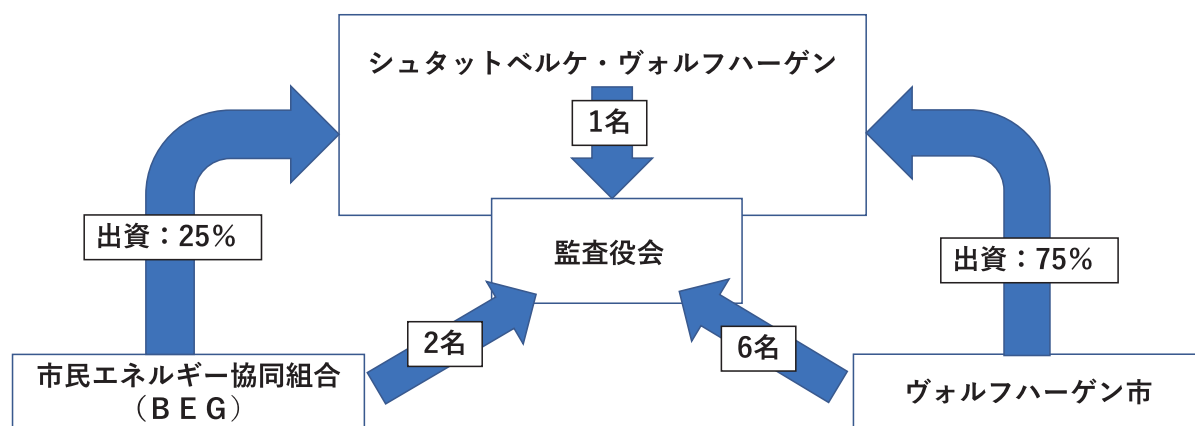 シュタットベルケ・ヴォルフハーゲン
1名
監査役会
出資：25%
出資：75%
2名
6名
市民エネルギー協同組合
（ＢＥＧ）
ヴォルフハーゲン市